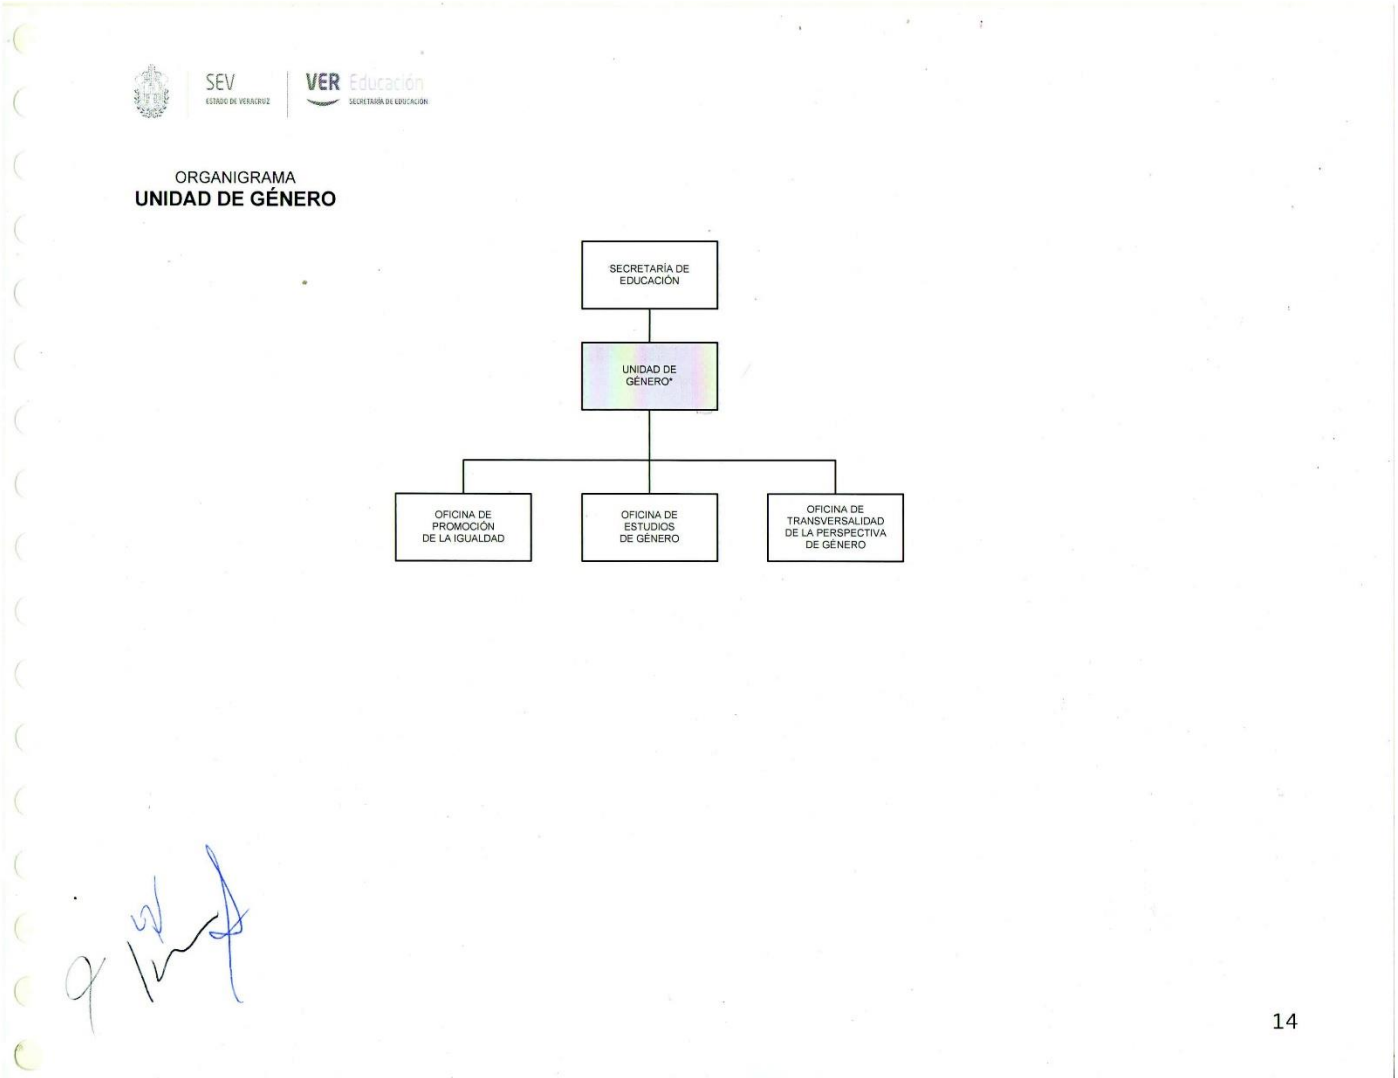 SEV
ESTADO DE VERACRUZ
VER Educación
SECRETARÍA DE EDUCACIÓN
ORGANIGRAMA
UNIDAD DE GÉNERO
SECRETARÍA DE
EDUCACIÓN
UNIDAD DE
GÉNERO*
OFICINA DE
PROMOCIÓN
DE LA IGUALDAD
OFICINA DE
ESTUDIOS
DE GÉNERO
OFICINA DE
TRANSVERSALIDAD
DE LA PERSPECTIVA
DE GÉNERO
14